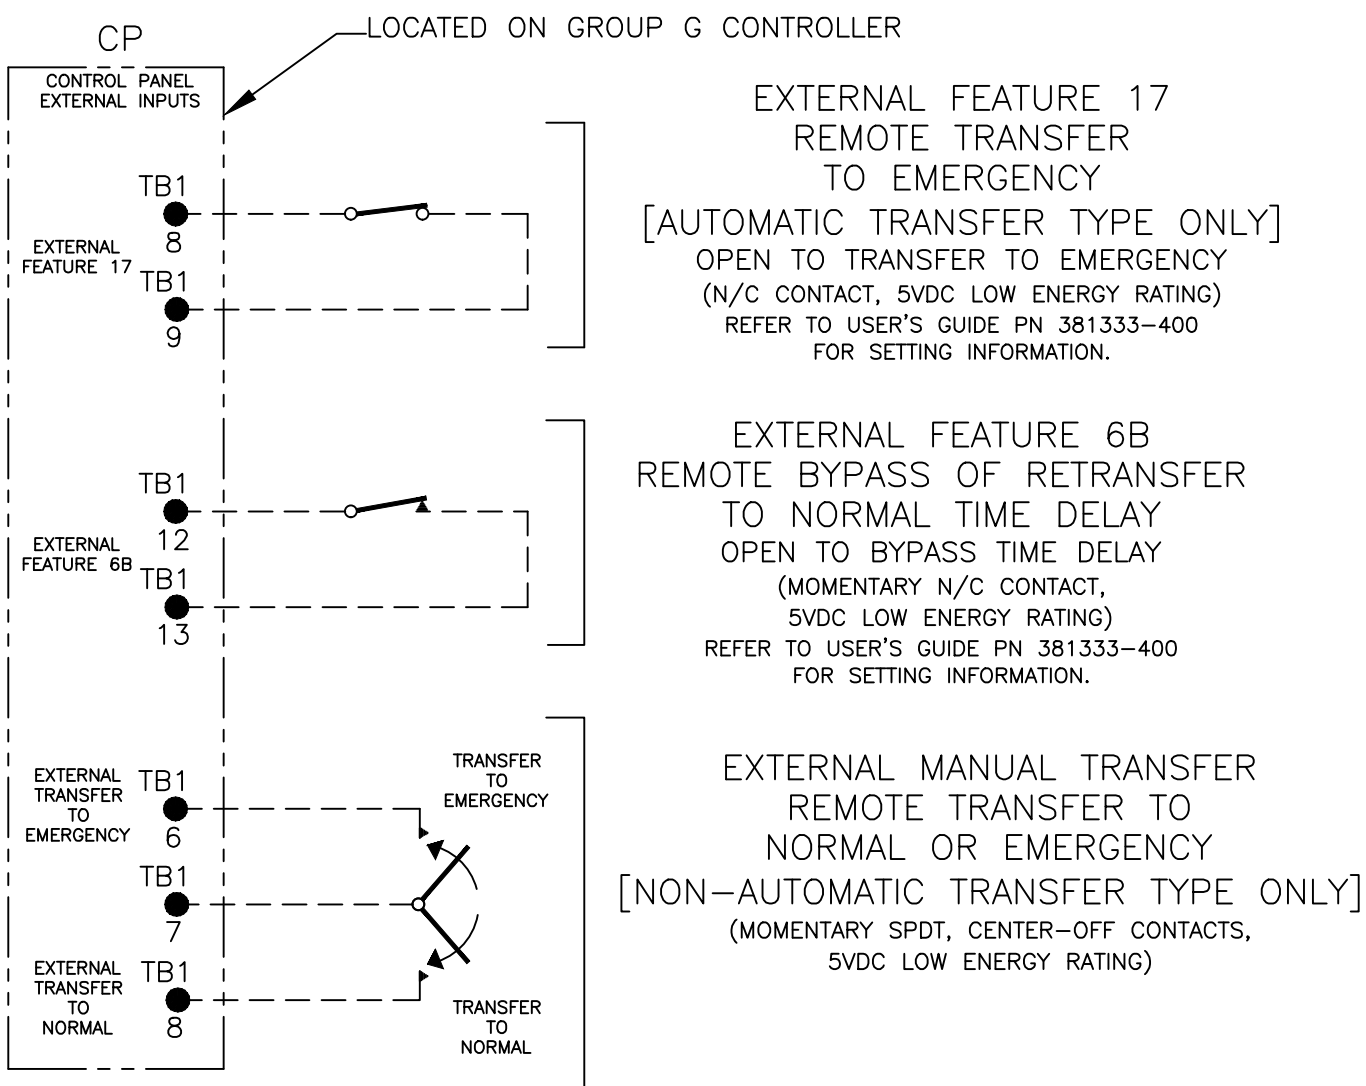 CP
LOCATED ON GROUP G CONTROLLER
CONTROL PANEL
EXTERNAL INPUTS
TB1
8
EXTERNAL
FEATURE 17
TB1
9
EXTERNAL FEATURE 17
REMOTE TRANSFER
TO EMERGENCY
[AUTOMATIC TRANSFER TYPE ONLY]
OPEN TO TRANSFER TO EMERGENCY
(N/C CONTACT, 5VDC LOW ENERGY RATING)
REFER TO USER'S GUIDE PN 381333-400
FOR SETTING INFORMATION.
TB1
12
EXTERNAL
FEATURE 6B
TB1
13
EXTERNAL FEATURE 6B
REMOTE BYPASS OF RETRANSFER
TO NORMAL TIME DELAY
OPEN TO BYPASS TIME DELAY
(MOMENTARY N/C CONTACT,
5VDC LOW ENERGY RATING)
REFER TO USER'S GUIDE PN 381333-400
FOR SETTING INFORMATION.
EXTERNAL
TRANSFER
TO
EMERGENCY
TB1
6
TB1
7
EXTERNAL
TRANSFER
TO
NORMAL
TB1
8
TRANSFER
TO
EMERGENCY
TRANSFER
TO
NORMAL
EXTERNAL MANUAL TRANSFER
REMOTE TRANSFER TO
NORMAL OR EMERGENCY
[NON-AUTOMATIC TRANSFER TYPE ONLY]
(MOMENTARY SPDT, CENTER-OFF CONTACTS,
5VDC LOW ENERGY RATING)